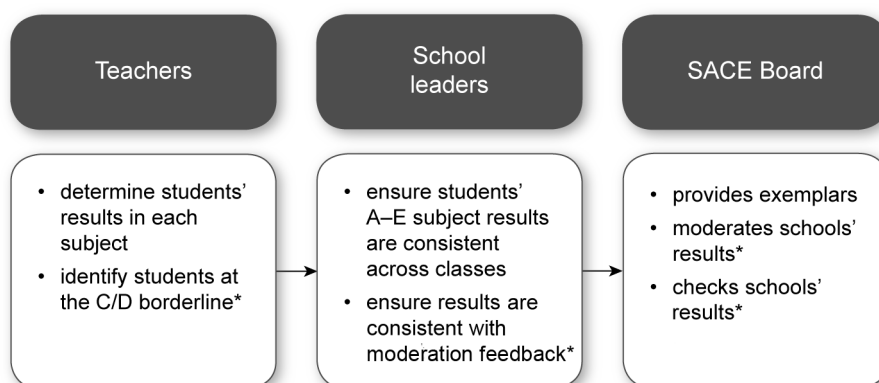 Teachers
School
leaders
SACE Board
• determine students’
results in each
subject
• identify students at
the C/D borderline*
• ensure students’
A–E subject results
are consistent
across classes
• ensure results are
consistent with
moderation feedback*
• provides exemplars
• moderates schools’
results*
• checks schools’
results*